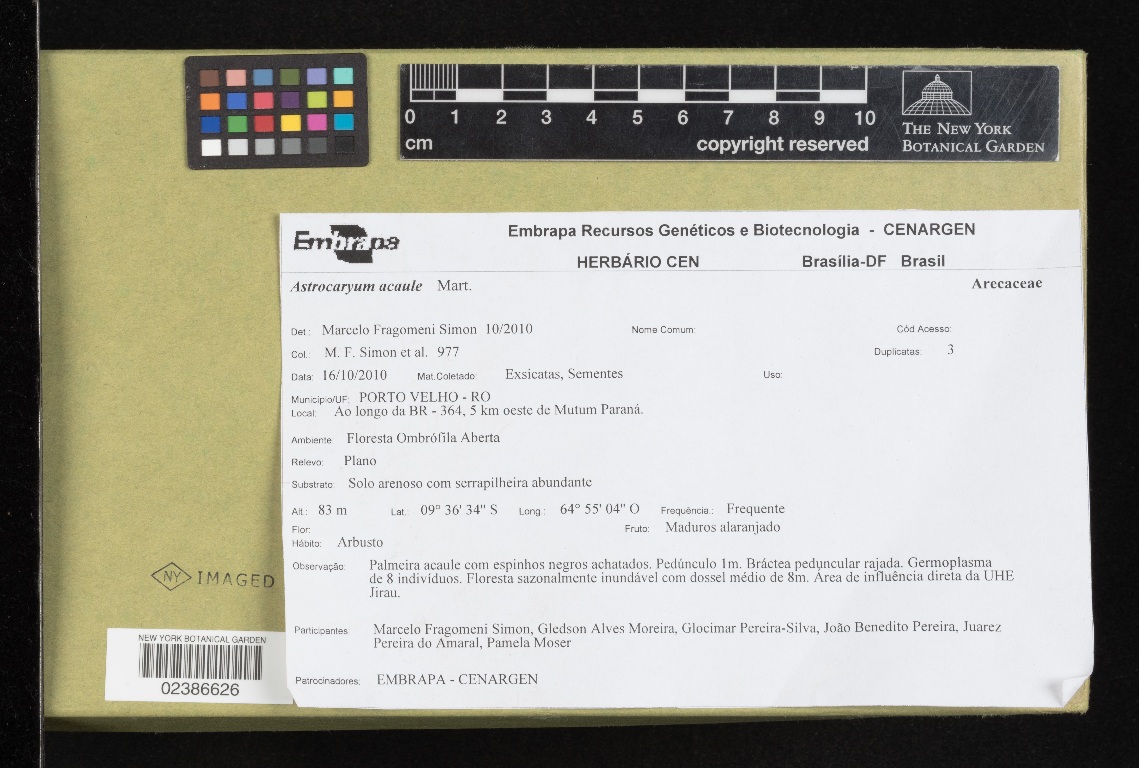 0 1 2 3 4 5 6 7 8 9 10
cm copyright reserved
THE NEW YORK
BOTANICAL GARDEN
Embrapa
Embrapa Recursos Genéticos e Biotecnologia - CENARGEN
HERBÁRIO CEN Brasília-DF Brasil
Astrocaryum acaule Mart. Arecaceae
Det.: Marcelo Fragomeni Simon 10/2010 Nome Comum: Cód Acesso:
Col.: M. F. Simon et al. 977 Duplicatas: 3
Data: 16/10/2010 Mat.Coletado: Exsicatas, Sementes Uso:
Município/UF: PORTO VELHO - RO
Local: Ao longo da BR - 364, 5 km oeste de Mutum Paraná.
Ambiente Floresta Ombrófila Aberta
Relevo: Plano
Substrato: Solo arenoso com serrapilheira abundante
Alt.: 83 m Lat.: 09° 36' 34" S Long.: 64° 55' 04" O Frequência.: Frequente
Flor: Fruto: Maduros alaranjado
Hábito: Arbusto
Observação: Palmeira acaule com espinhos negros achatados. Pedúnculo 1m. Bráctea peduncular rajada. Germoplasma
de 8 indivíduos. Floresta sazonalmente inundável com dossel médio de 8m. Área de influência direta da UHE
Jirau.
Participantes Marcelo Fragomeni Simon, Gledson Alves Moreira, Glocimar Pereira-Silva, João Benedito Pereira, Juarez
Pereira do Amaral, Pamela Moser
Patrocinadores: EMBRAPA - CENARGEN
NY IMAGED
NEW YORK BOTANICAL GARDEN
02386626